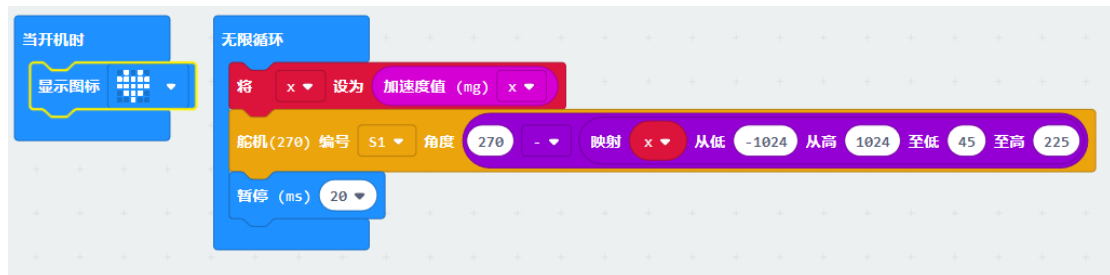 当开机时
显示图标
无限循环
将 x 设为 加速度值 (mg) x
舵机(270) 编号 S1 角度 270 - 映射 x 从低 -1024 从高 1024 至低 45 至高 225
暂停 (ms) 20